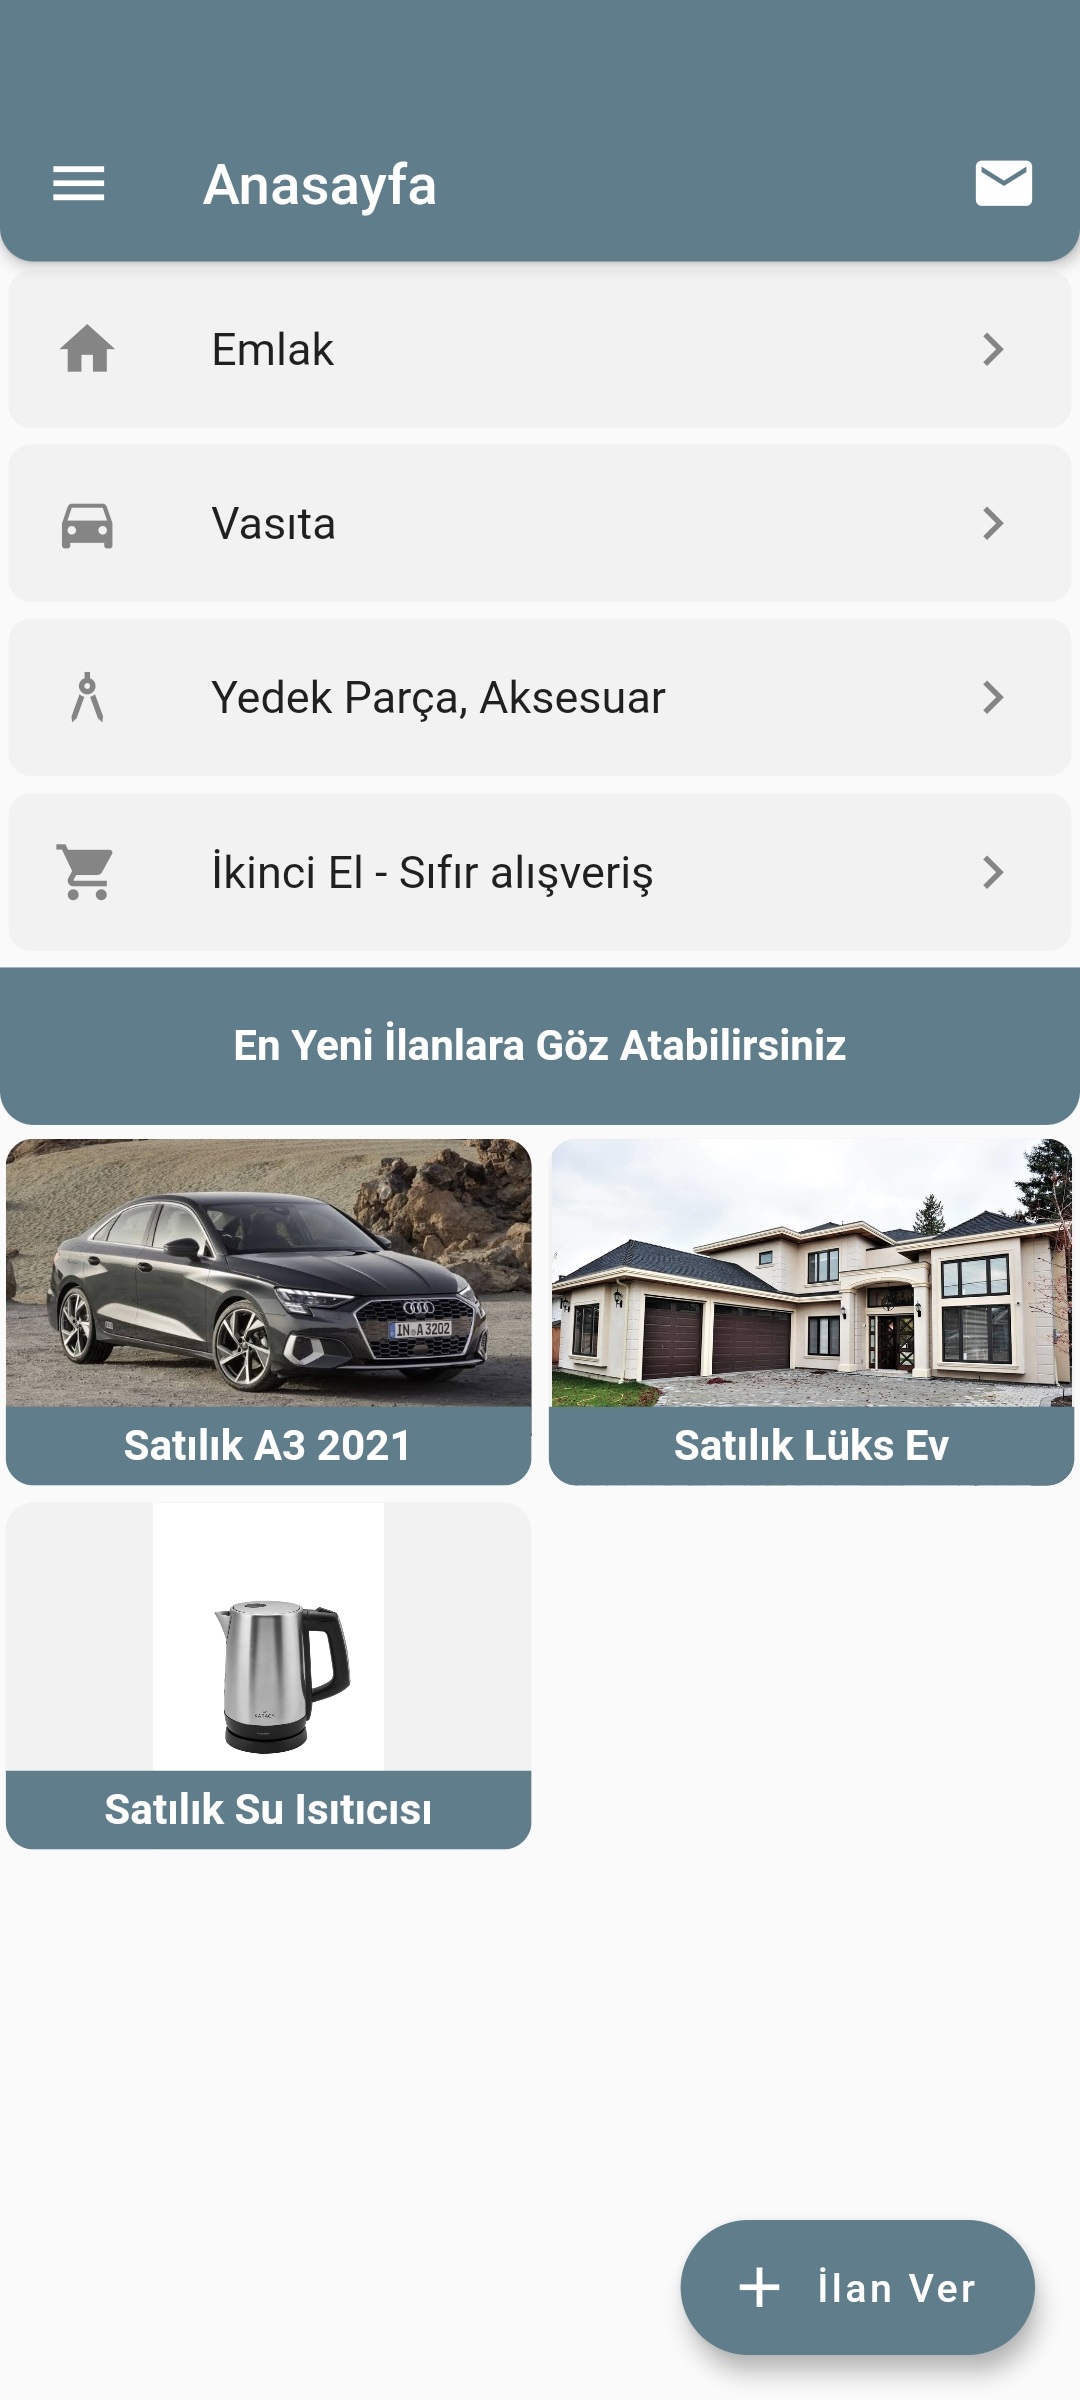 Anasayfa
Emlak
Vasıta
Yedek Parça, Aksesuar
İkinci El - Sıfır alışveriş
En Yeni İlanlara Göz Atabilirsiniz
IN A 3202
Satılık A3 2021
Satılık Lüks Ev
Satılık Su Isıtıcısı
İlan Ver